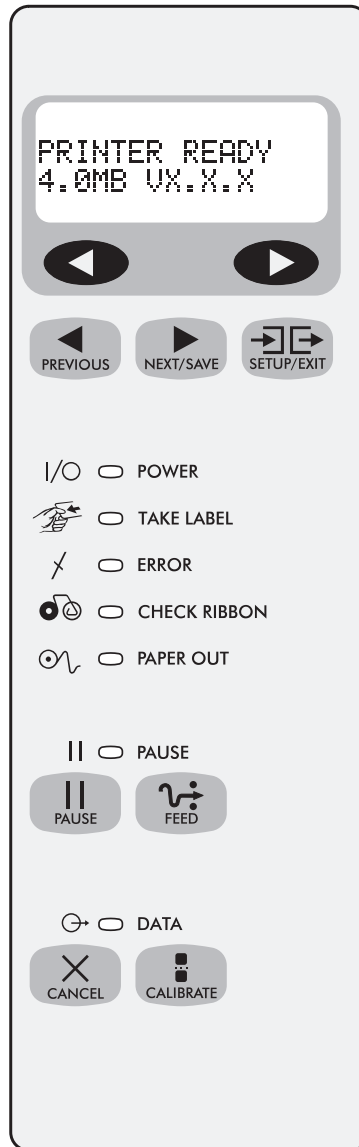 PRINTER READY
4.0MB VX.X.X
PREVIOUS NEXT/SAVE SETUP/EXIT
I/O POWER
TAKE LABEL
ERROR
CHECK RIBBON
PAPER OUT
PAUSE
PAUSE FEED
DATA
CANCEL CALIBRATE